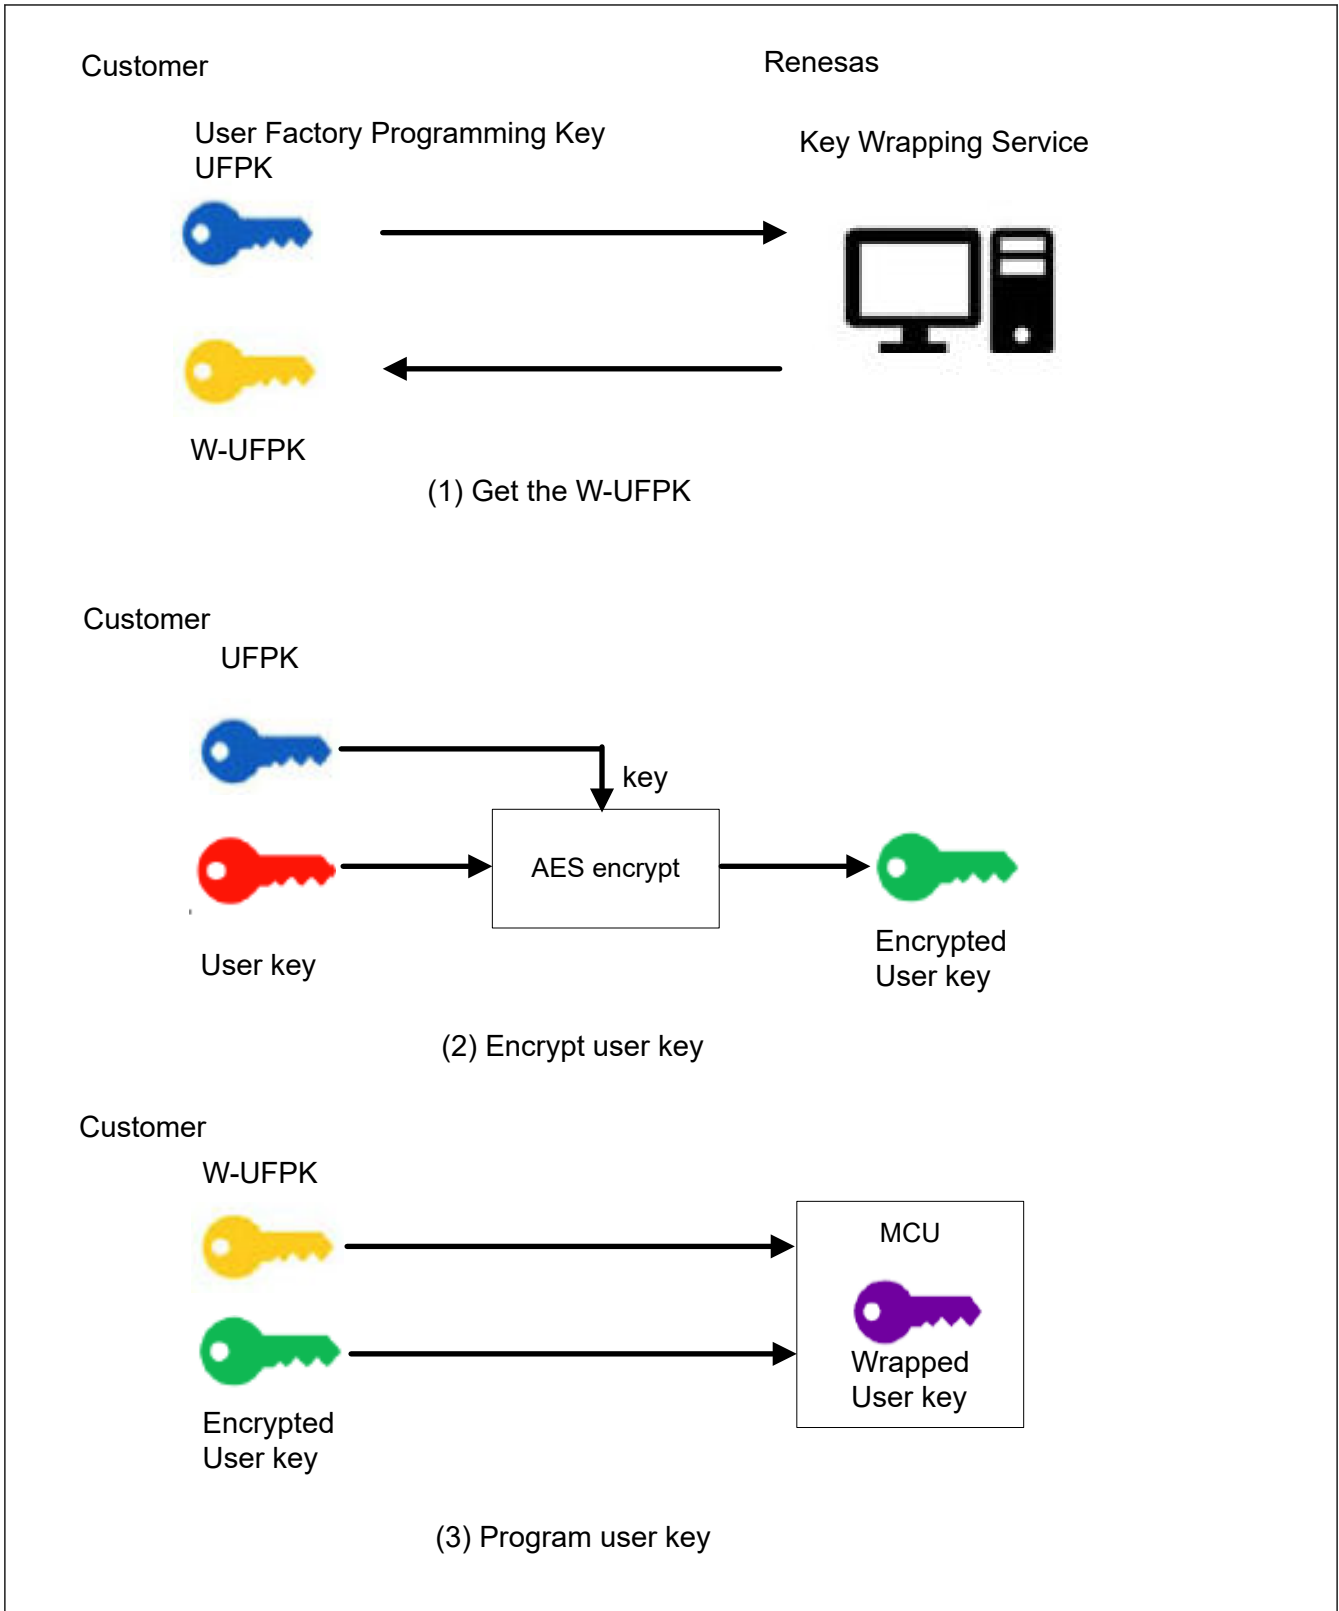 Customer
Renesas
User Factory Programming Key
UFPK
Key Wrapping Service
W-UFPK
(1) Get the W-UFPK
Customer
UFPK
key
AES encrypt
User key
Encrypted
User key
(2) Encrypt user key
Customer
W-UFPK
MCU
Wrapped
User key
Encrypted
User key
(3) Program user key